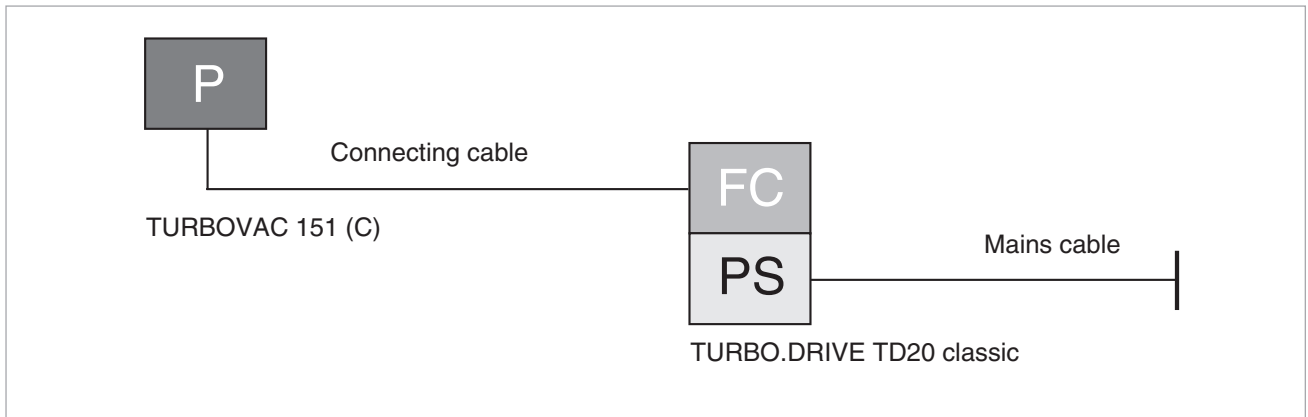 P
Connecting cable
FC
TURBOVAC 151 (C)
PS
Mains cable
TURBO.DRIVE TD20 classic